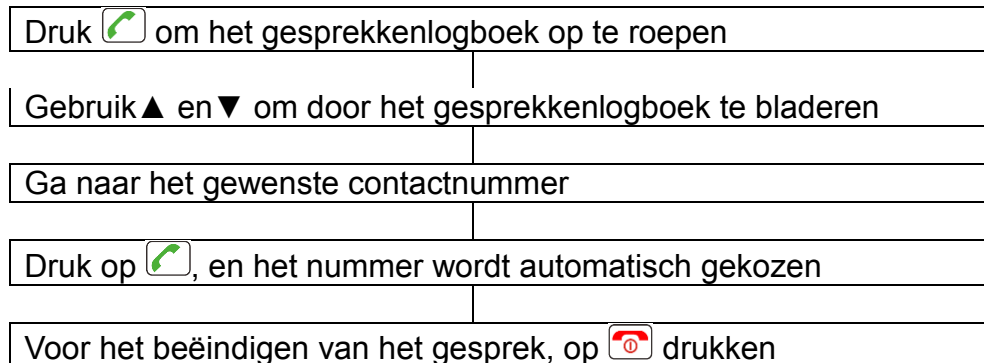 Druk om het gesprekkenlogboek op te roepen
Gebruik▲ en▼ om door het gesprekkenlogboek te bladeren
Ga naar het gewenste contactnummer
Druk op , en het nummer wordt automatisch gekozen
Voor het beëindigen van het gesprek, op drukken